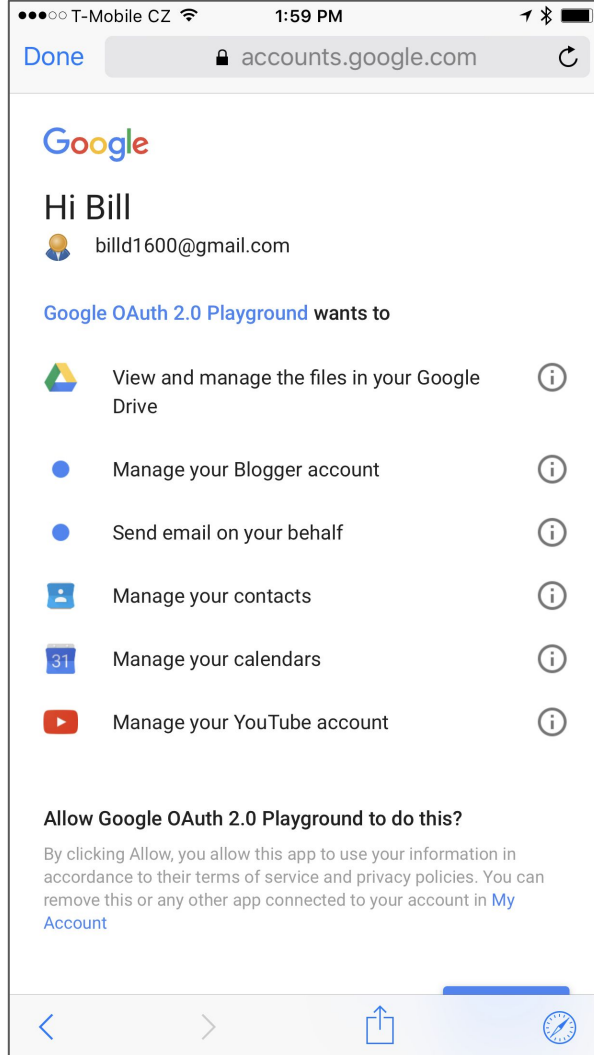 T-Mobile CZ 1:59 PM
Done accounts.google.com
Google
Hi Bill
billd1600@gmail.com
Google OAuth 2.0 Playground wants to
View and manage the files in your Google
Drive
Manage your Blogger account
Send email on your behalf
Manage your contacts
31 Manage your calendars
Manage your YouTube account
Allow Google OAuth 2.0 Playground to do this?
By clicking Allow, you allow this app to use your information in
accordance to their terms of service and privacy policies. You can
remove this or any other app connected to your account in My
Account